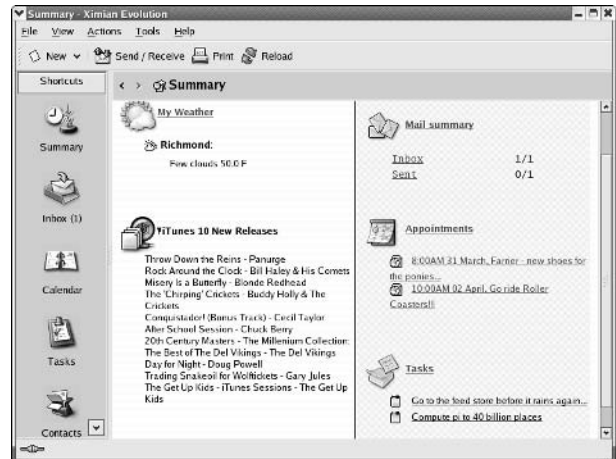 Summary - Ximian Evolution
File View Actions Tools Help
New Send / Receive Print Reload
Shortcuts
Summary
Inbox (1)
Calendar
Tasks
Contacts
Summary
My Weather
Richmond:
Few clouds 50.0 F
iTunes 10 New Releases
Throw Down the Reins - Panurge
Rock Around the Clock - Bill Haley & His Comets
Misery Is a Butterfly - Blonde Redhead
The 'Chirping' Crickets - Buddy Holly & The
Crickets
Conquistador! (Bonus Track) - Cecil Taylor
After School Session - Chuck Berry
20th Century Masters - The Millenium Collection:
The Best of The Del Vikings - The Del Vikings
Day for Night - Doug Powell
Trading Snakeoil for Wolftickets - Gary Jules
The Get Up Kids - iTunes Sessions - The Get Up
Kids
Mail summary
Inbox 1/1
Sent 0/1
Appointments
8:00AM 31 March, Farner - new shoes for
the ponies...
10:00AM 02 April, Go ride Roller
Coasters!!!
Tasks
Go to the feed store before it rains again...
Compute pi to 40 billion places